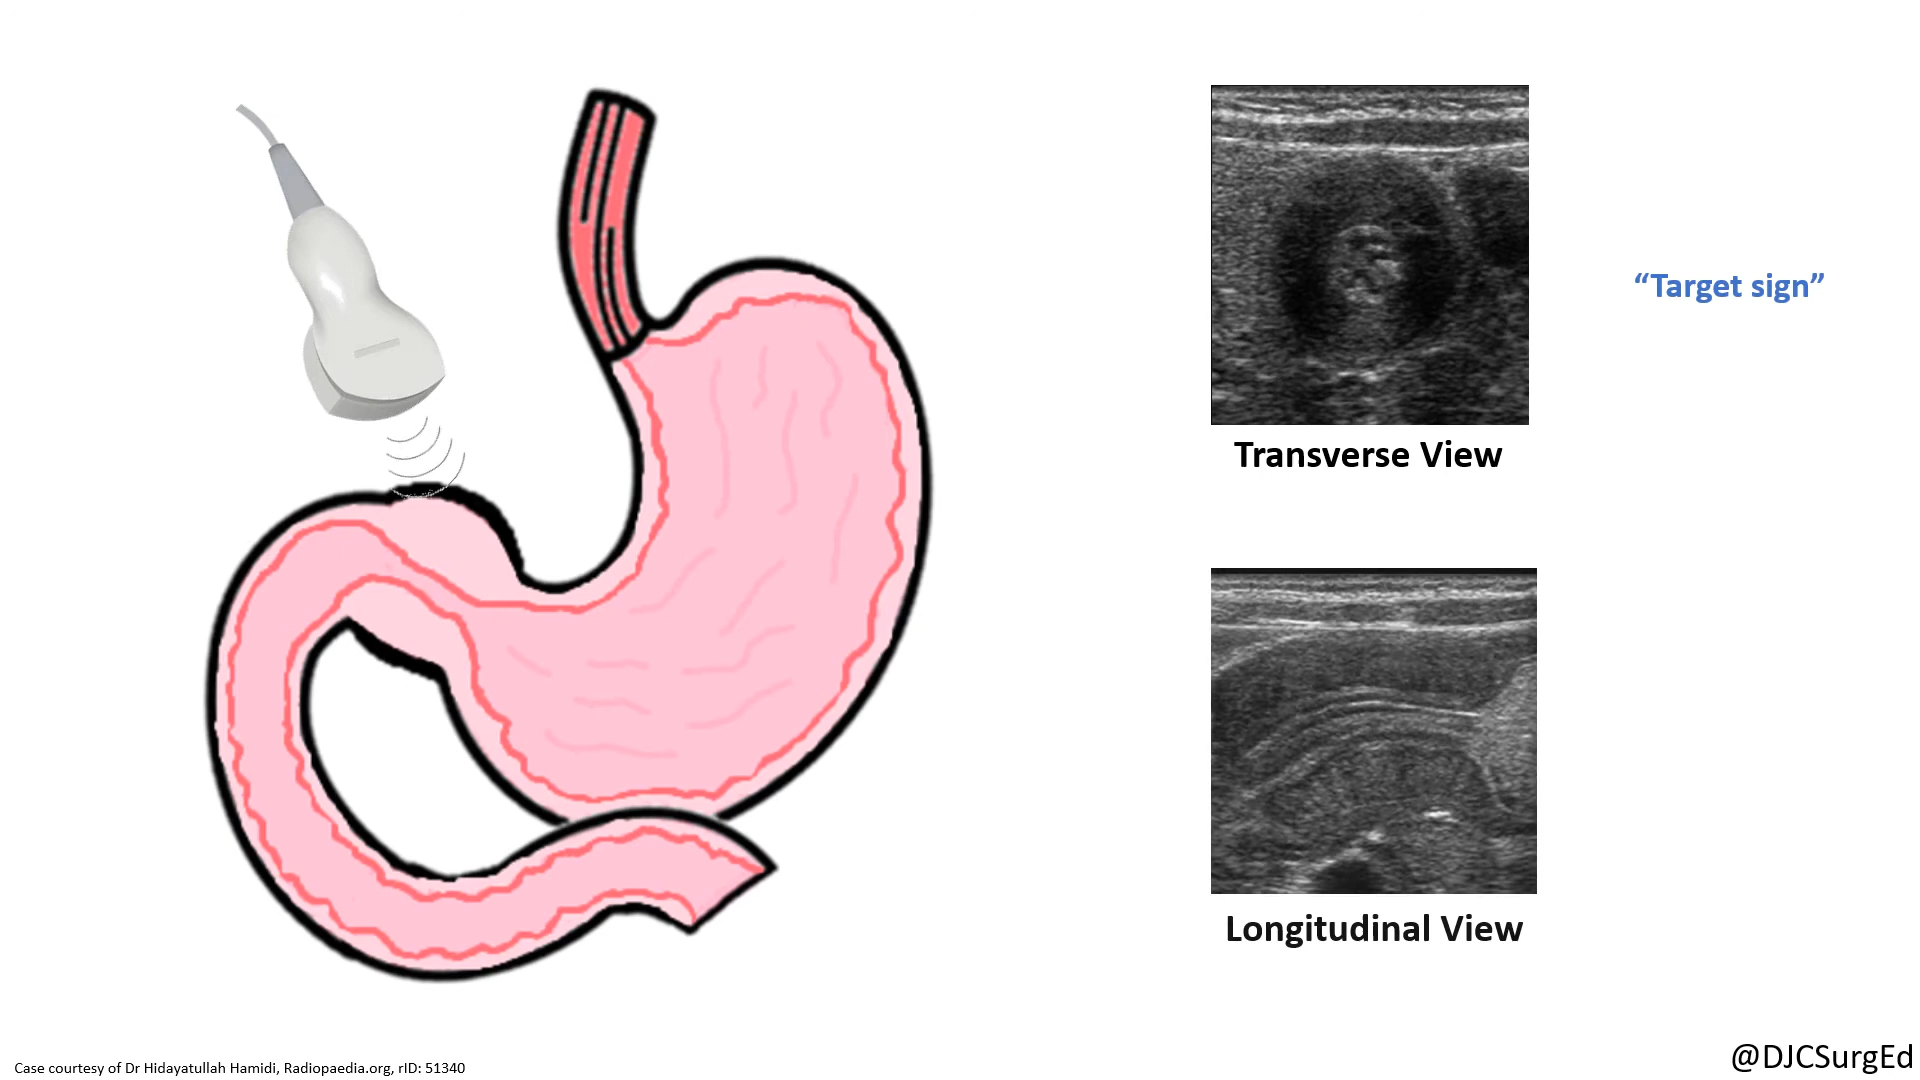 “Target sign”
Transverse View
Longitudinal View
Case courtesy of Dr Hidayatullah Hamidi, Radiopaedia.org, rID: 51340
@DJCSurgEd